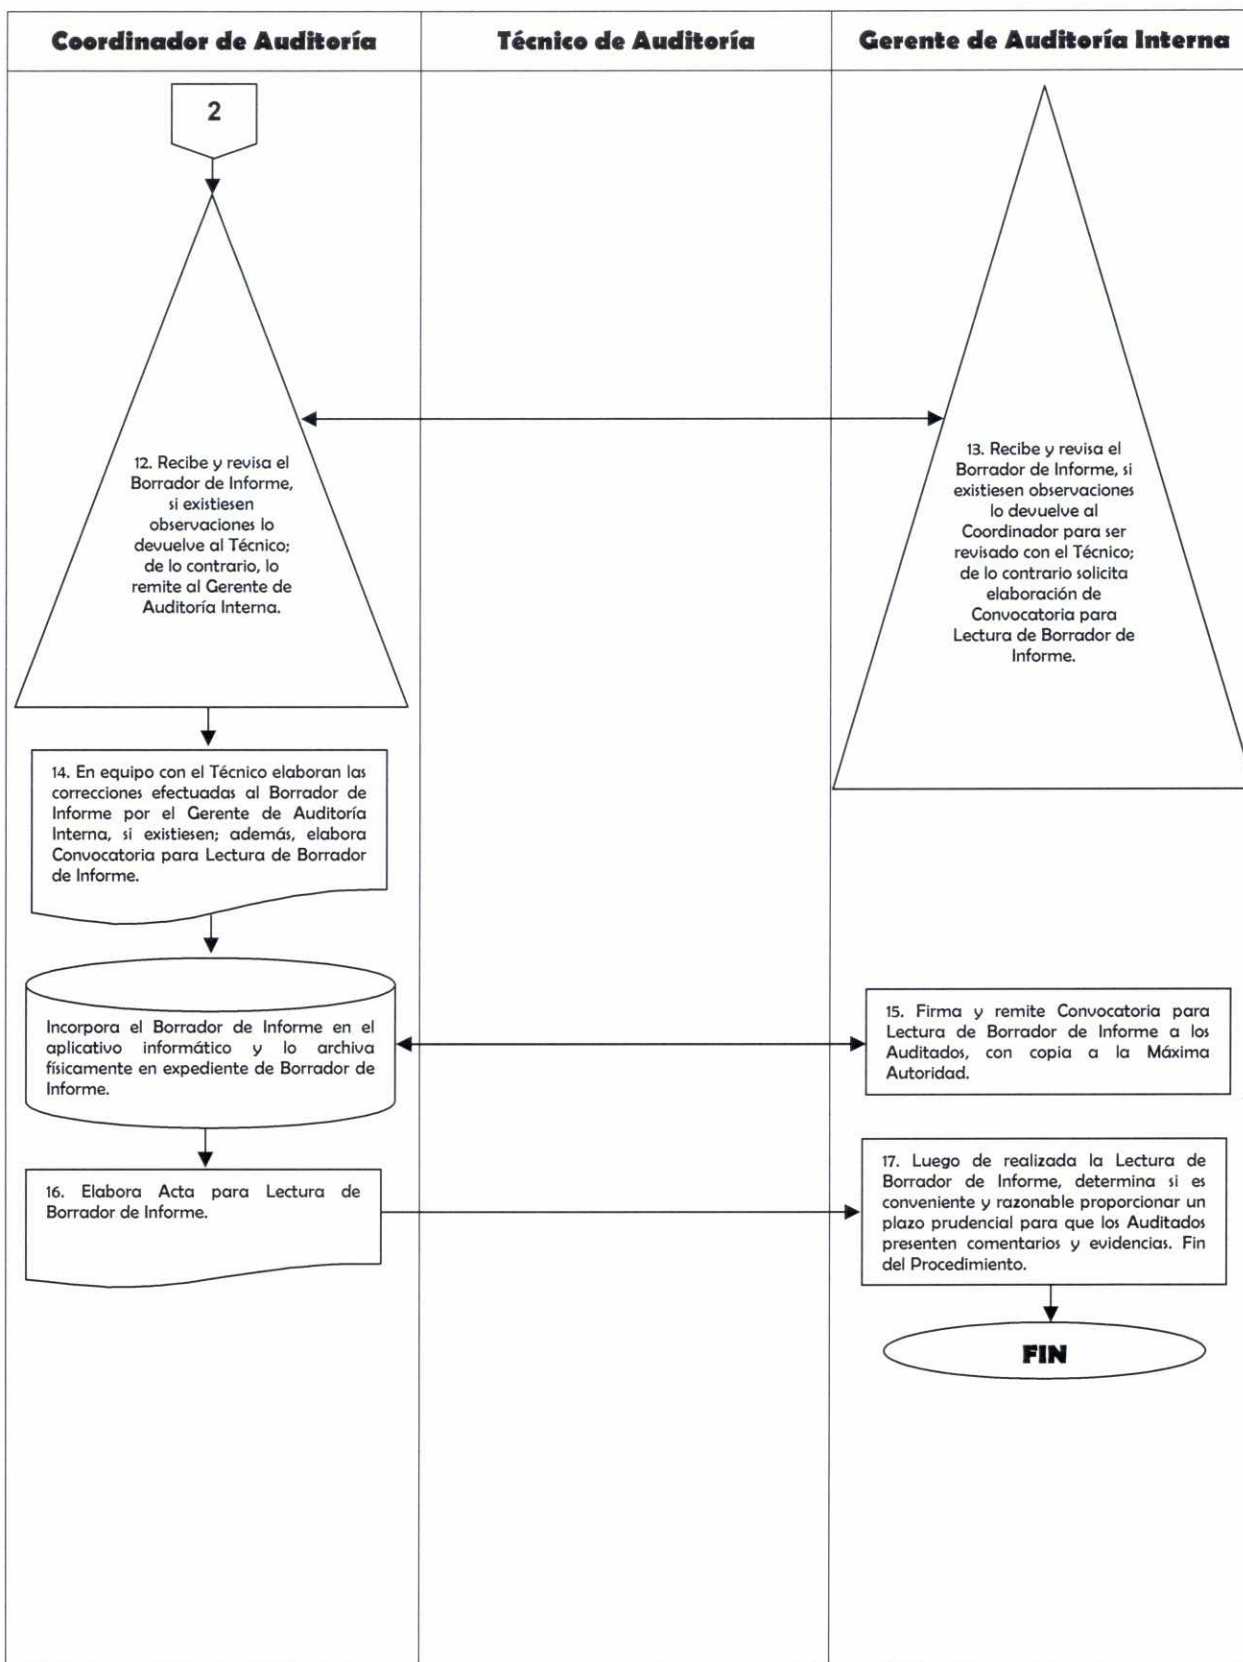 Coordinador de Auditoría
Técnico de Auditoría
Gerente de Auditoría Interna
2
12. Recibe y revisa el
Borrador de Informe,
si existiesen
observaciones lo
devuelve al Técnico;
de lo contrario, lo
remite al Gerente de
Auditoría Interna.
13. Recibe y revisa el
Borrador de Informe, si
existiesen observaciones
lo devuelve al
Coordinador para ser
revisado con el Técnico;
de lo contrario solicita
elaboración de
Convocatoria para
Lectura de Borrador de
Informe.
14. En equipo con el Técnico elaboran las
correcciones efectuadas al Borrador de
Informe por el Gerente de Auditoría
Interna, si existiesen; además, elabora
Convocatoria para Lectura de Borrador
de Informe.
Incorpora el Borrador de Informe en el
aplicativo informático y lo archiva
físicamente en expediente de Borrador de
Informe.
15. Firma y remite Convocatoria para
Lectura de Borrador de Informe a los
Auditados, con copia a la Máxima
Autoridad.
16. Elabora Acta para Lectura de
Borrador de Informe.
17. Luego de realizada la Lectura de
Borrador de Informe, determina si es
conveniente y razonable proporcionar un
plazo prudencial para que los Auditados
presenten comentarios y evidencias. Fin
del Procedimiento.
FIN